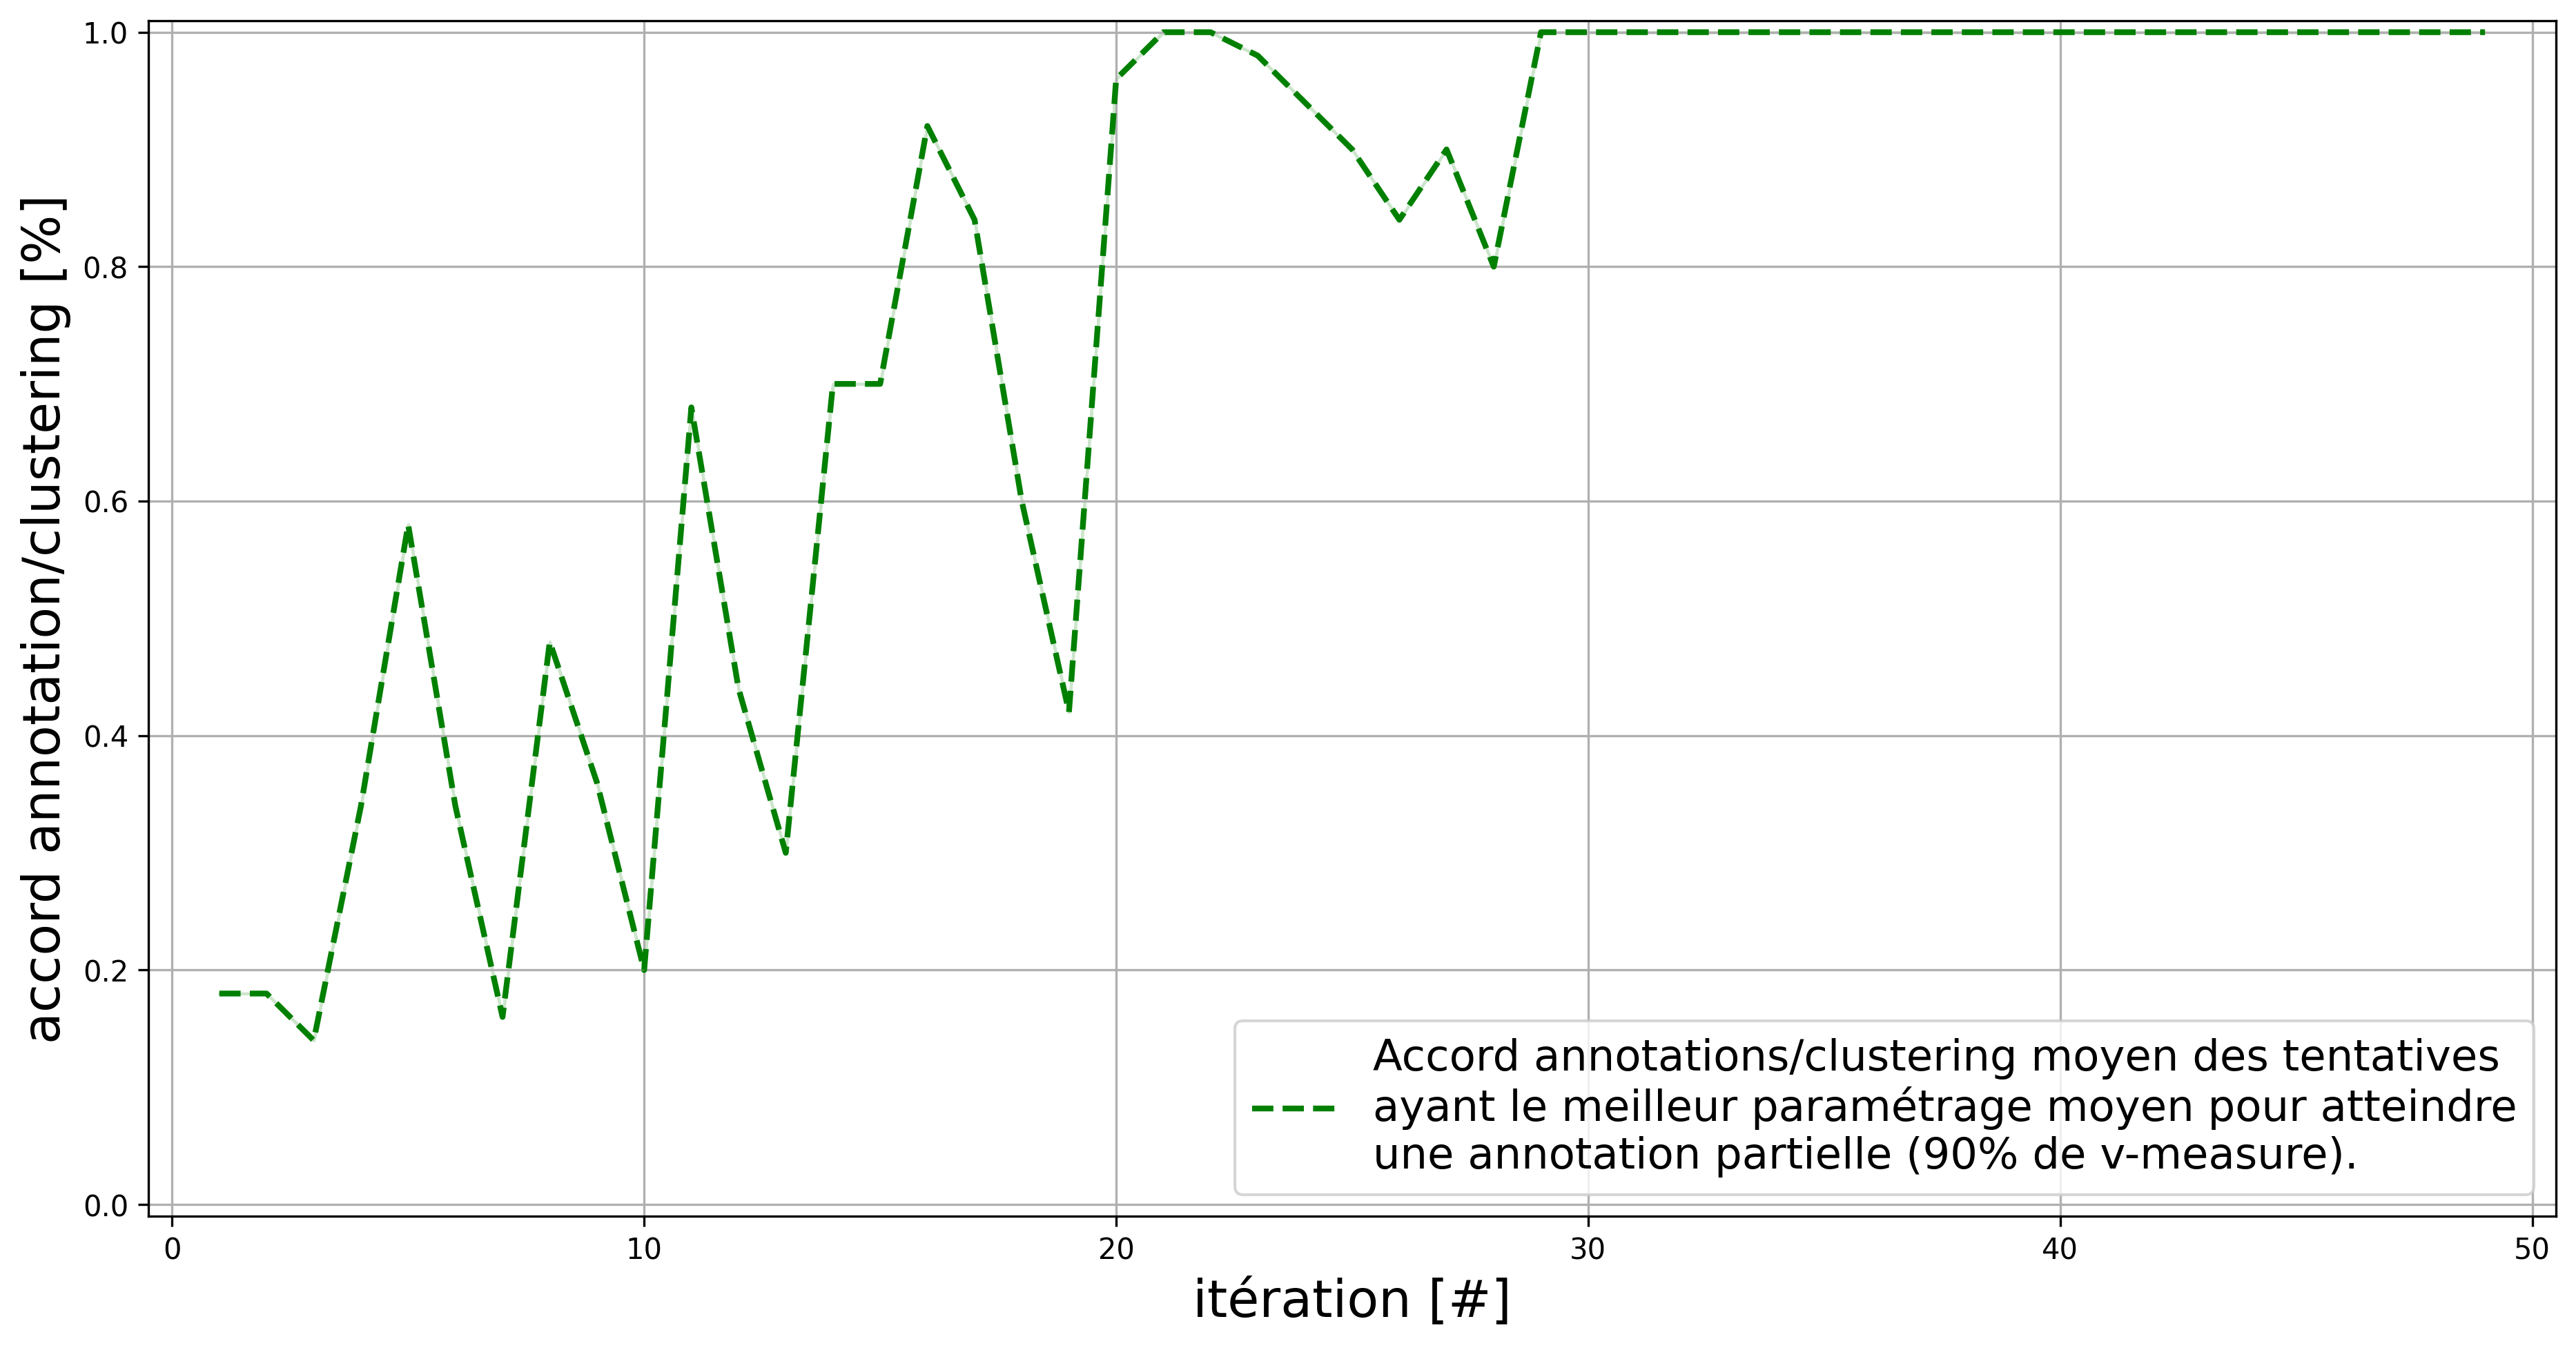 accord annotation/clustering [%]
1.0
0.8
0.6
0.4
0.2
0.0
Accord annotations/clustering moyen des tentatives
ayant le meilleur paramétrage moyen pour atteindre
une annotation partielle (90% de v-measure).
0 10 20 30 40 50
itération [#]